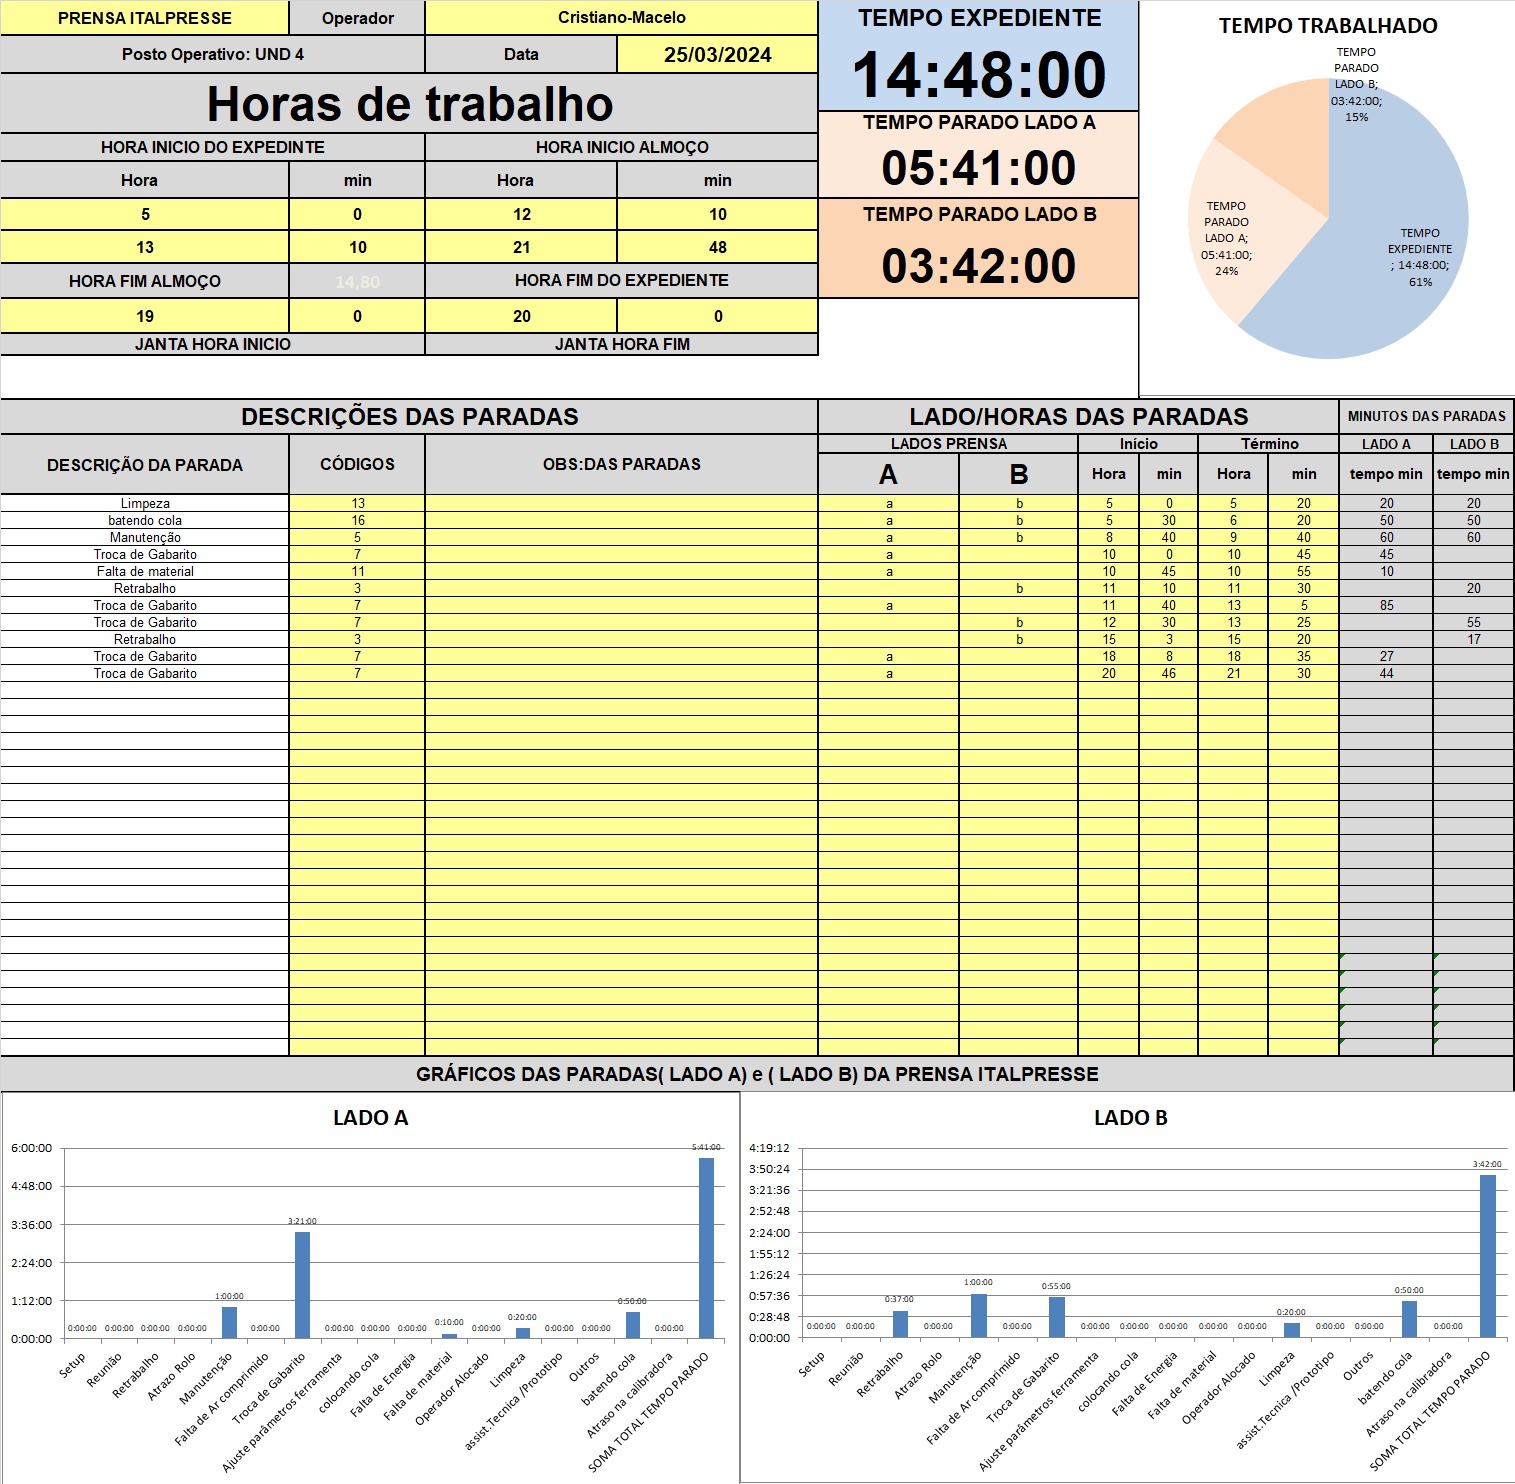 PRENSA ITALPRESSE Operador Cristiano-Macelo
Posto Operativo: UND 4 Data 25/03/2024
Horas de trabalho
HORA INICIO DO EXPEDINTE HORA INICIO ALMOÇO
Hora min Hora min
5 0 12 10
13 10 21 48
HORA FIM ALMOÇO 14,80 HORA FIM DO EXPEDIENTE
19 0 20 0
JANTA HORA INICIO JANTA HORA FIM
TEMPO EXPEDIENTE
14:48:00
TEMPO PARADO LADO A
05:41:00
TEMPO PARADO LADO B
03:42:00
TEMPO TRABALHADO
TEMPO
PARADO
LADO B;
03:42:00;
15%
TEMPO
PARADO
LADO A;
05:41:00;
24%
TEMPO
EXPEDIENTE
; 14:48:00;
61%
DESCRIÇÕES DAS PARADAS LADO/HORAS DAS PARADAS MINUTOS DAS PARADAS
DESCRIÇÃO DA PARADA CÓDIGOS OBS:DAS PARADAS
LADOS PRENSA Início Término LADO A LADO B
A B Hora min Hora min tempo min tempo min
Limpeza 13 a b 5 0 5 20 20 20
batendo cola 16 a b 5 30 6 20 50 50
Manutenção 5 a b 8 40 9 40 60 60
Troca de Gabarito 7 a 10 0 10 45 45
Falta de material 11 a 10 45 10 55 10
Retrabalho 3 b 11 10 11 30 20
Troca de Gabarito 7 a 11 40 13 5 85
Troca de Gabarito 7 b 12 30 13 25 55
Retrabalho 3 b 15 3 15 20 17
Troca de Gabarito 7 a 18 8 18 35 27
Troca de Gabarito 7 a 20 46 21 30 44
GRÁFICOS DAS PARADAS( LADO A) e ( LADO B) DA PRENSA ITALPRESSE
LADO A
6:00:00
4:48:00
3:36:00
2:24:00
1:12:00
0:00:00
0:00:00 0:00:00 0:00:00 0:00:00 1:00:00 0:00:00 3:21:00 0:00:00 0:00:00 0:00:00 0:10:00 0:00:00 0:20:00 0:00:00 0:00:00 0:50:00 0:00:00 5:41:00
Setup
Reunião
Retrabalho
Atrazo Rolo
Manutenção
Falta de Ar comprimido
Troca de Gabarito
Ajuste parâmetros ferramenta
colocando cola
Falta de Energia
Falta de material
Operador Alocado
Limpeza
assist.Tecnica /Prototipo
Outros
batendo cola
Atraso na calibradora
SOMA TOTAL TEMPO PARADO
LADO B
4:19:12
3:50:24
3:21:36
2:52:48
2:24:00
1:55:12
1:26:24
0:57:36
0:28:48
0:00:00
0:00:00 0:00:00 0:37:00 0:00:00 1:00:00 0:00:00 0:55:00 0:00:00 0:00:00 0:00:00 0:00:00 0:00:00 0:20:00 0:00:00 0:00:00 0:50:00 0:00:00 3:42:00
Setup
Reunião
Retrabalho
Atrazo Rolo
Manutenção
Falta de Ar comprimido
Troca de Gabarito
Ajuste parâmetros ferramenta
colocando cola
Falta de Energia
Falta de material
Operador Alocado
Limpeza
assist.Tecnica /Prototipo
Outros
batendo cola
Atraso na calibradora
SOMA TOTAL TEMPO PARADO